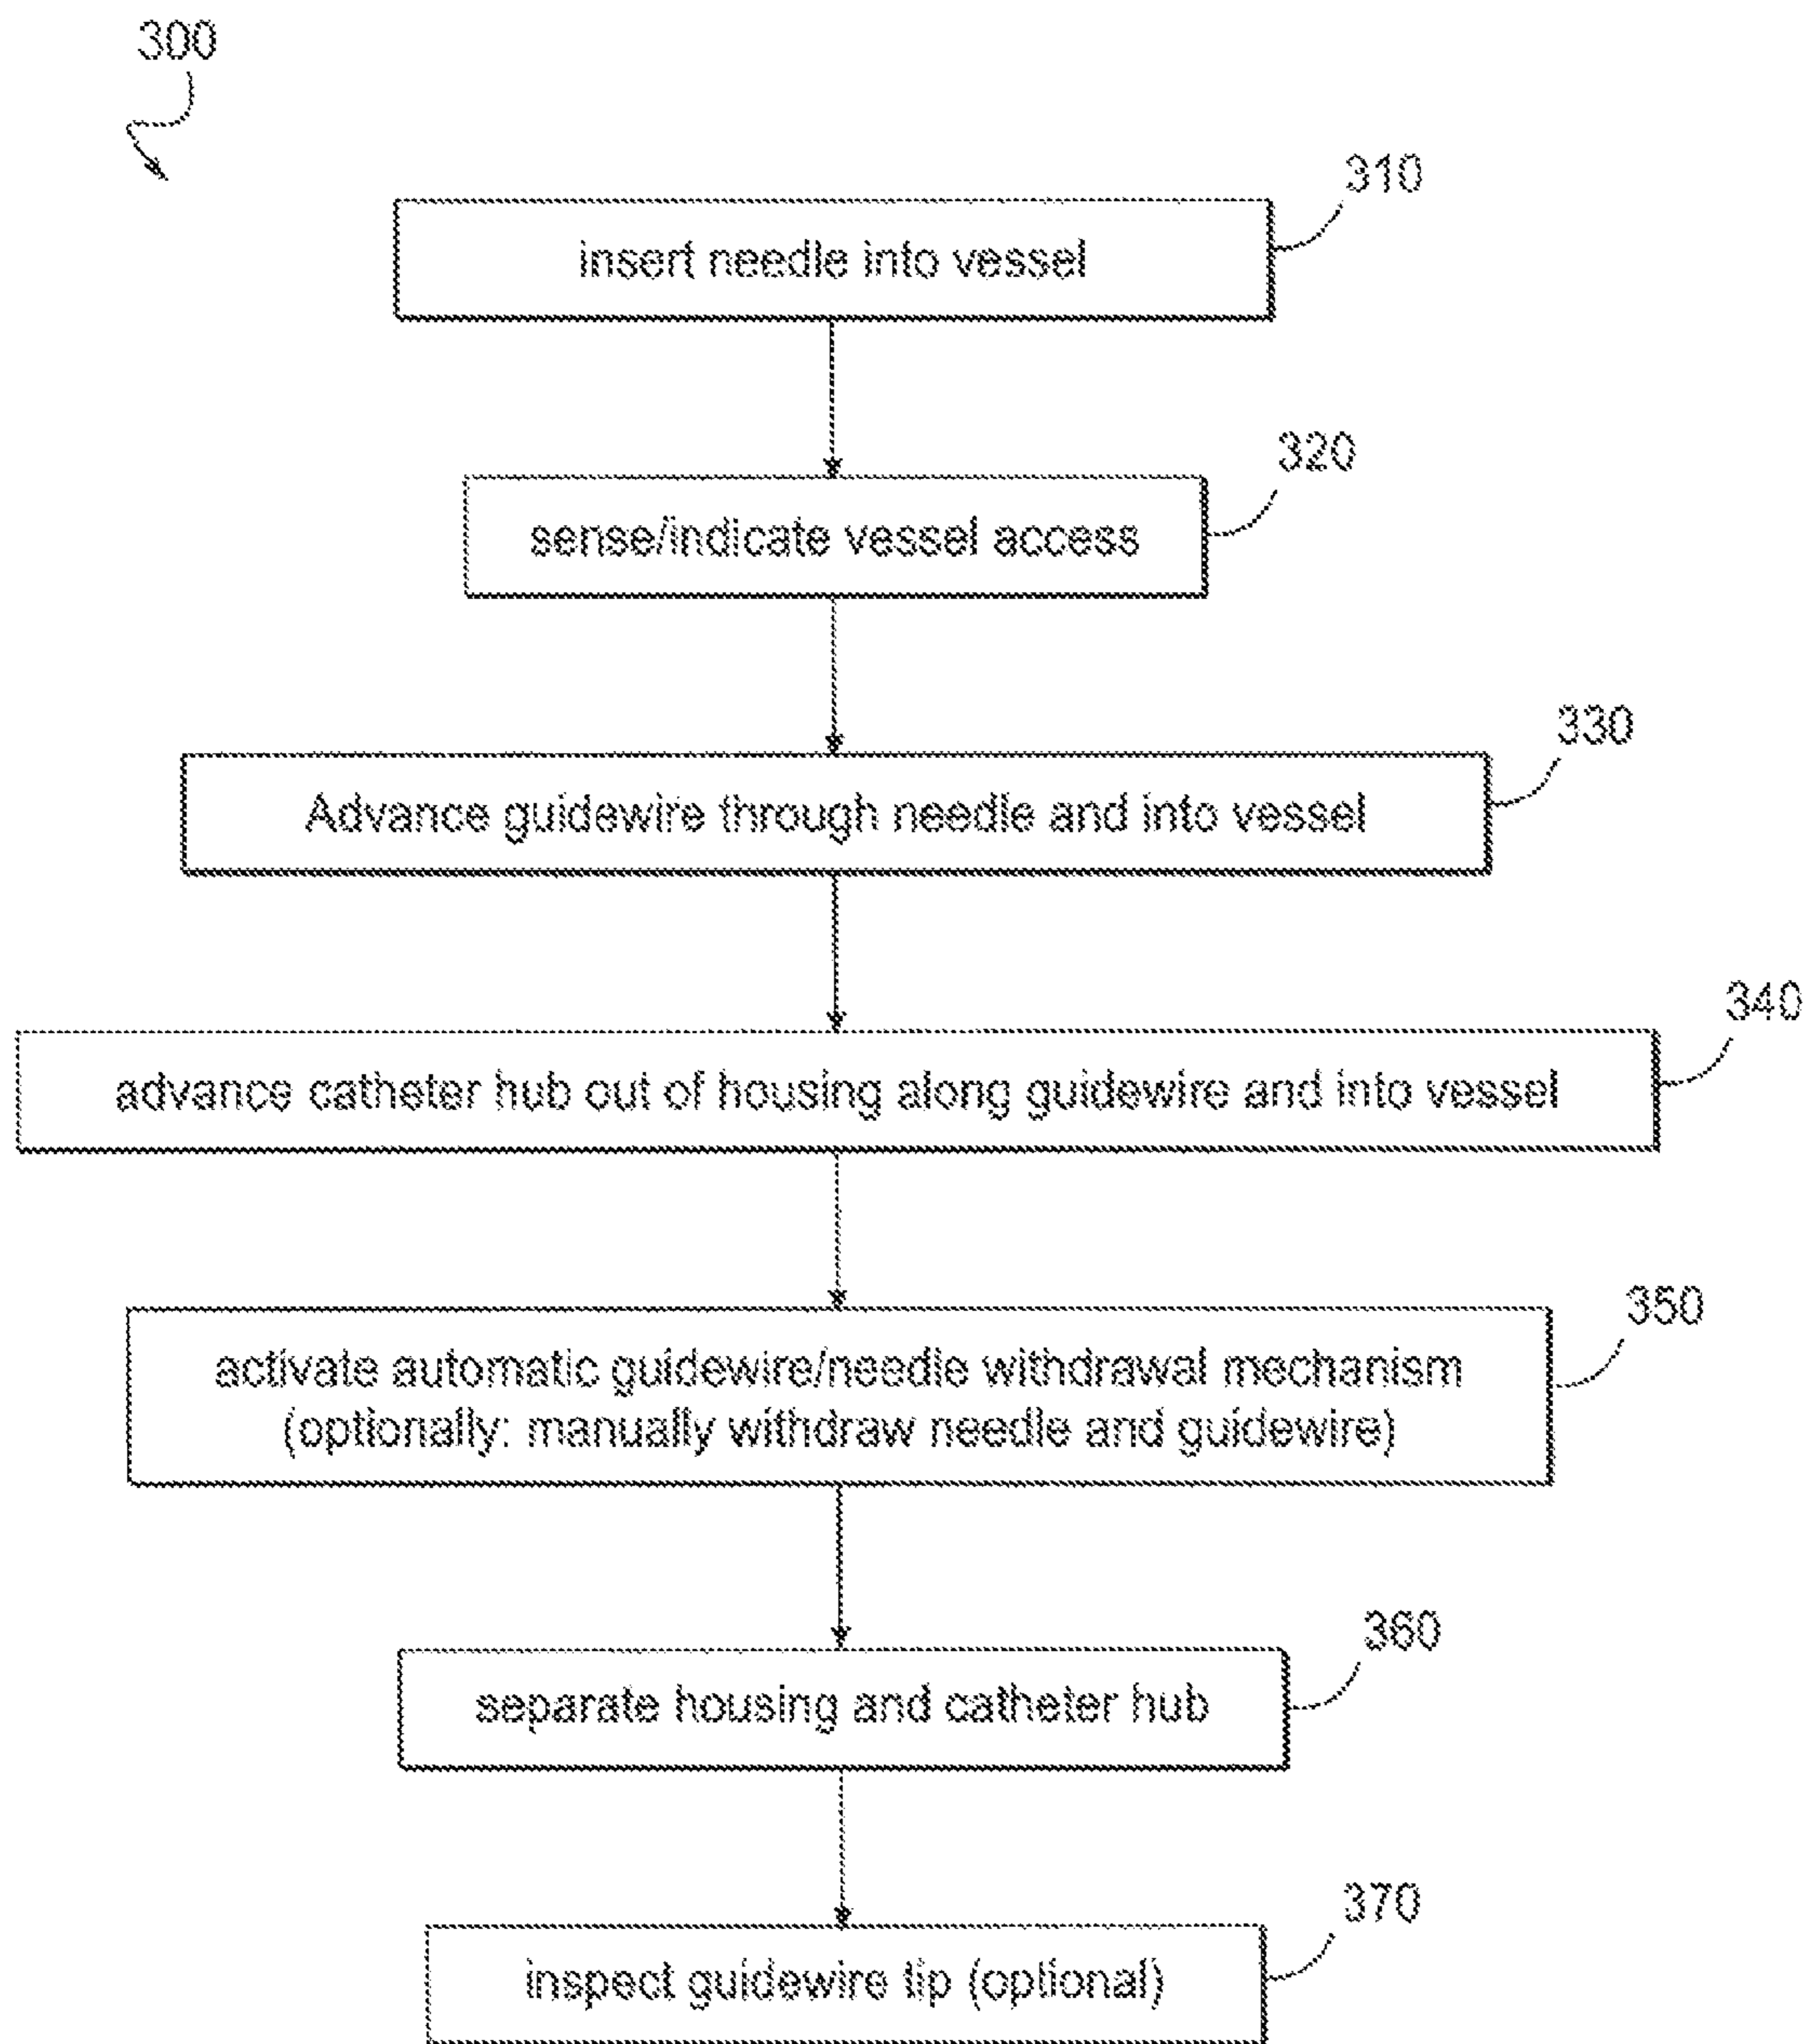 300
310
insert needle into vessel
320
sense/indicate vessel access
330
Advance guidewire through needle and into vessel
340
advance catheter hub out of housing along guidewire and into vessel
350
activate automatic guidewire/needle withdrawal mechanism
(optionally: manually withdraw needle and guidewire)
360
separate housing and catheter hub
370
inspect guidewire tip (optional)